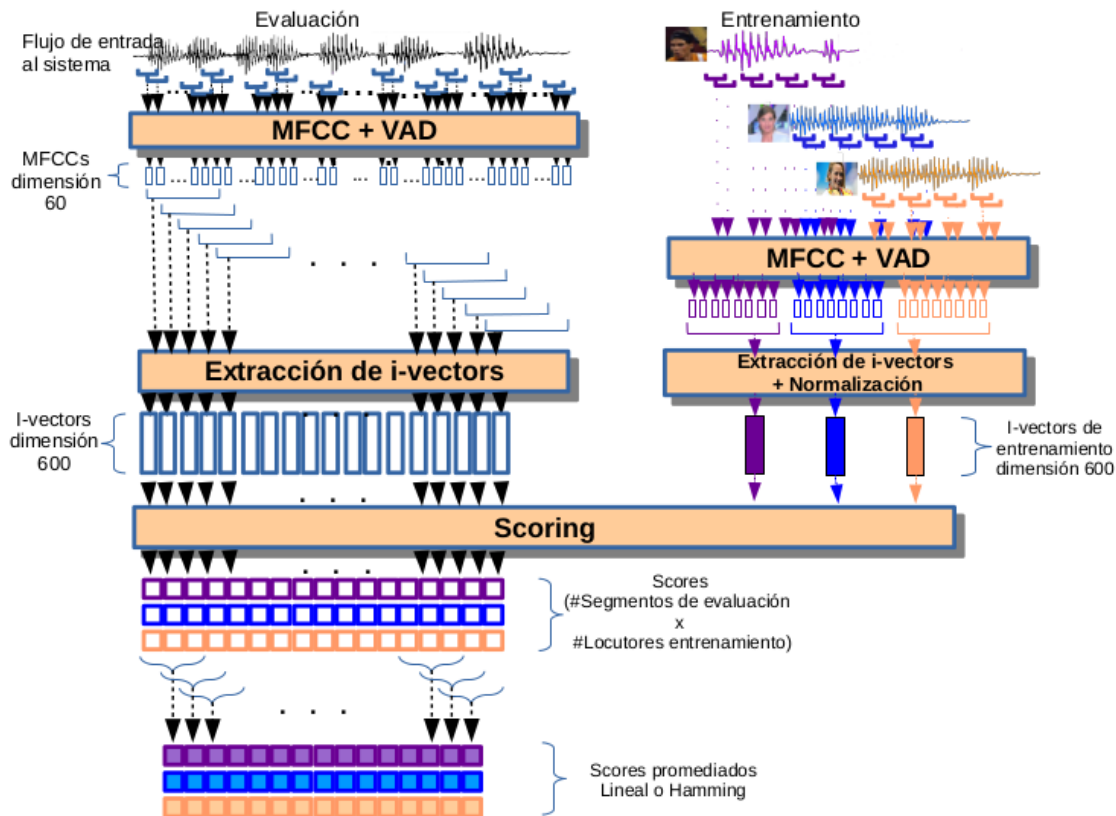 Evaluación
Flujo de entrada
al sistema
MFCC + VAD
MFCCs
dimensión
60
Extracción de i-vectors
I-vectors
dimensión
600
Entrenamiento
MFCC + VAD
Extracción de i-vectors
+ Normalización
I-vectors de
entrenamiento
dimensión 600
Scoring
Scores
(#Segmentos de evaluación
x
#Locutores entrenamiento)
Scores promediados
Lineal o Hamming